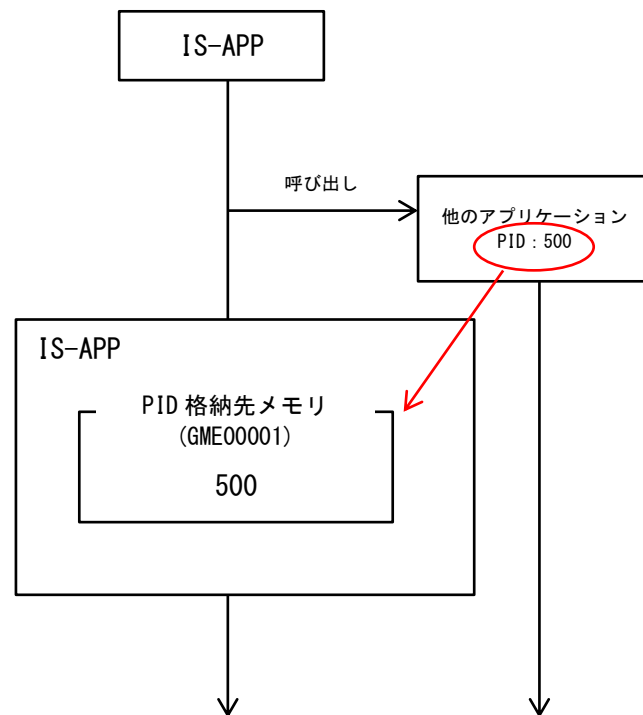 IS-APP
呼び出し
他のアプリケーション
PID：500
IS-APP
PID 格納先メモリ
(GME00001)
500